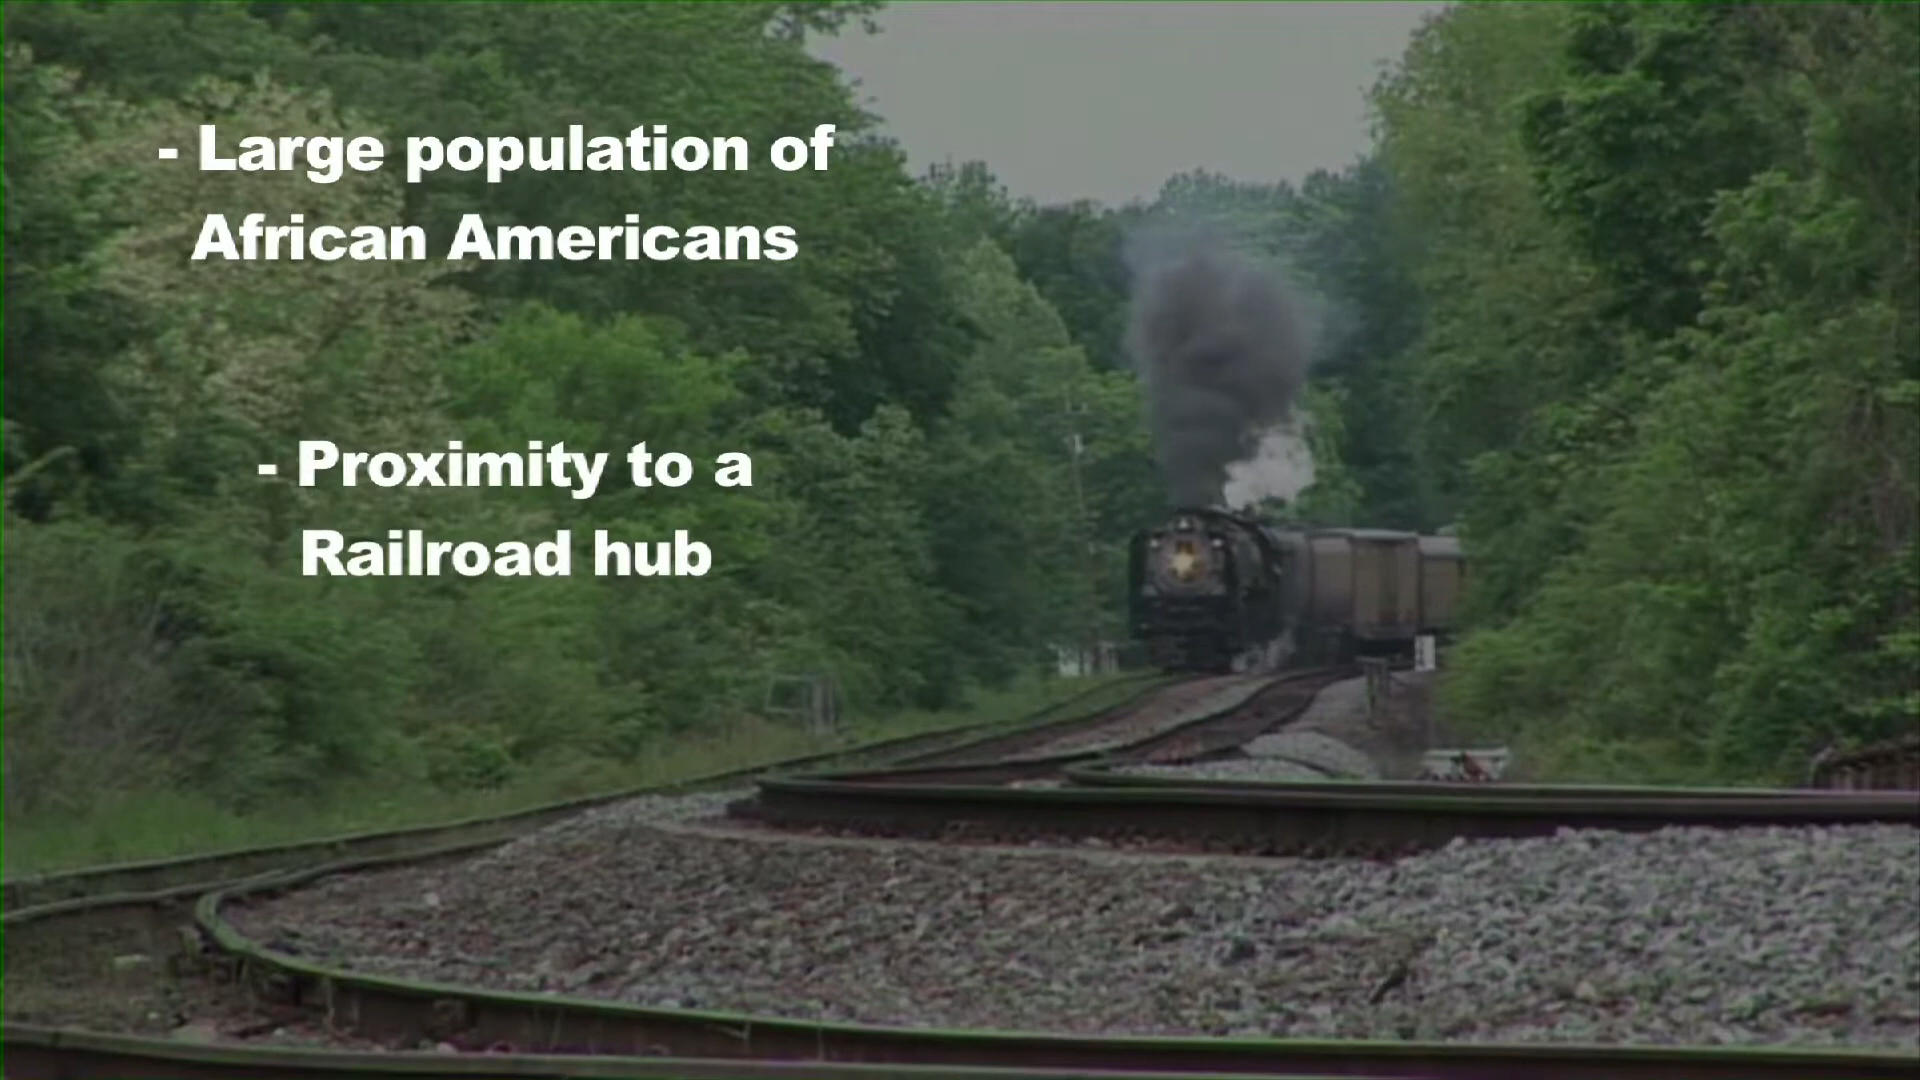 - Large population of
African Americans
- Proximity to a
Railroad hub